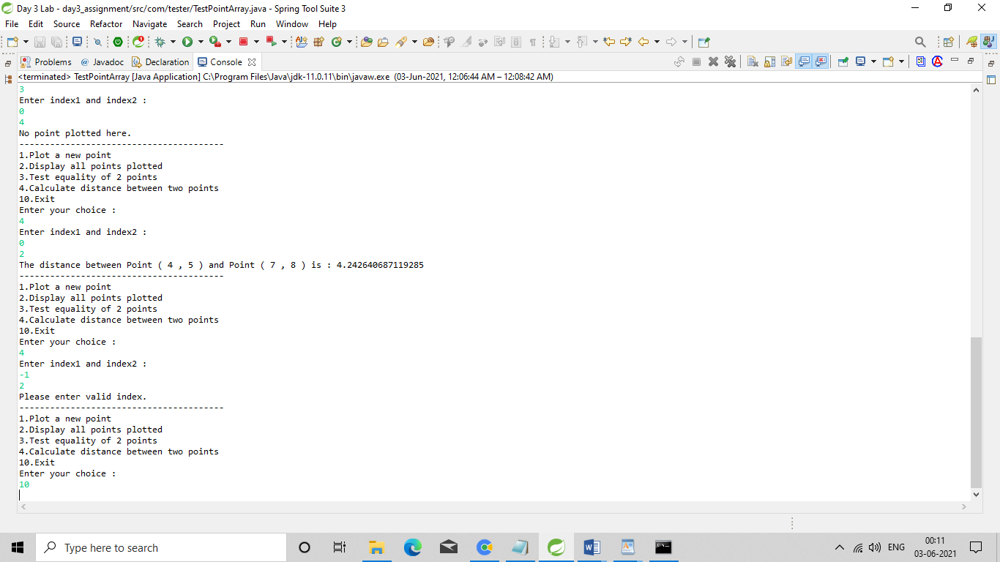 Day 3 Lab - day3_assignment/src/com/tester/TestPointArray.java - Spring Tool Suite 3
File Edit Source Refactor Navigate Search Project Run Window Help
Problems @ Javadoc Declaration Console
<terminated> TestPointArray [Java Application] C:\Program Files\Java\jdk-11.0.11\bin\javaw.exe (03-Jun-2021, 12:06:44 AM – 12:08:42 AM)
3
Enter index1 and index2 :
0
4
No point plotted here.
----------------------------------------
1.Plot a new point
2.Display all points plotted
3.Test equality of 2 points
4.Calculate distance between two points
10.Exit
Enter your choice :
4
Enter index1 and index2 :
0
2
The distance between Point ( 4 , 5 ) and Point ( 7 , 8 ) is : 4.242640687119285
----------------------------------------
1.Plot a new point
2.Display all points plotted
3.Test equality of 2 points
4.Calculate distance between two points
10.Exit
Enter your choice :
4
Enter index1 and index2 :
-1
2
Please enter valid index.
----------------------------------------
1.Plot a new point
2.Display all points plotted
3.Test equality of 2 points
4.Calculate distance between two points
10.Exit
Enter your choice :
10
Type here to search
ENG
00:11
03-06-2021